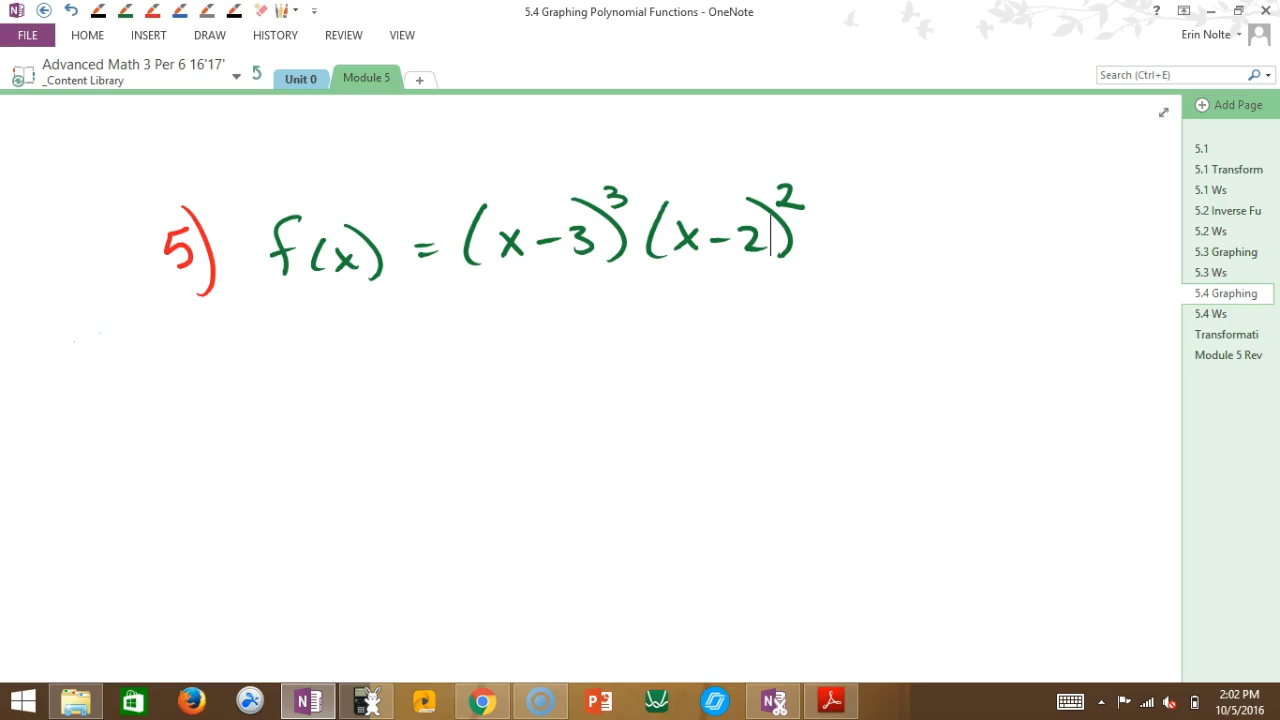 5.4 Graphing Polynomial Functions - OneNote
?
FILE HOME INSERT DRAW HISTORY REVIEW VIEW
Erin Nolte
Advanced Math 3 Per 6 16'17'
_Content Library
Unit 0
Module 5
Search (Ctrl+E)
Add Page
5.1
5.1 Transform
5.1 Ws
5.2 Inverse Fu
5.2 Ws
5.3 Graphing
5.3 Ws
5.4 Graphing
5.4 Ws
Transformati
Module 5 Rev
5) f(x) = (x-3)³ (x-2)²
2:02 PM
10/5/2016